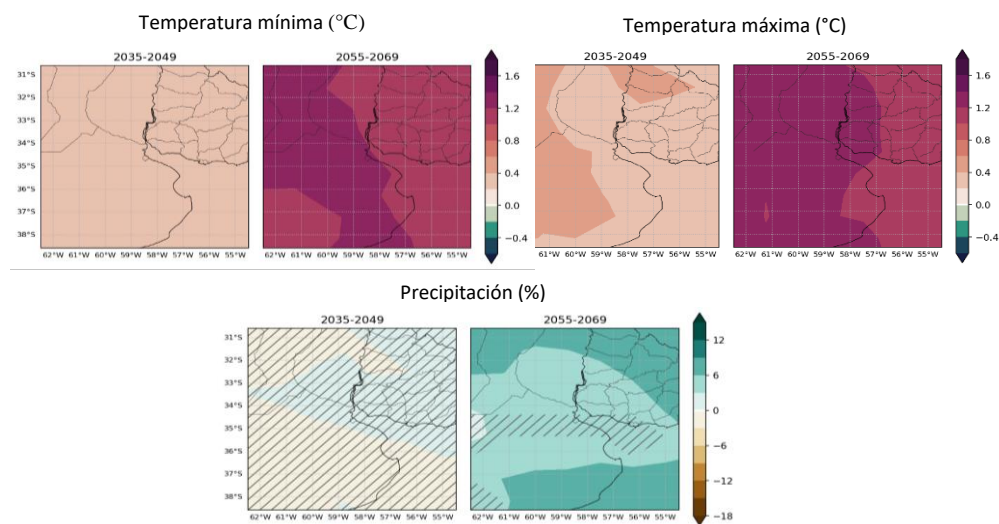 Temperatura mínima (°C)
Temperatura máxima (°C)
2035-2049
2055-2069
2035-2049
2055-2069
31°S
32°S
33°S
34°S
35°S
36°S
37°S
38°S
62°W 61°W 60°W 59°W 58°W 57°W 56°W 55°W
62°W 61°W 60°W 59°W 58°W 57°W 56°W 55°W
1.6
1.2
0.8
0.4
0.0
−0.4
61°W 60°W 59°W 58°W 57°W 56°W 55°W
62°W 61°W 60°W 59°W 58°W 57°W 56°W 55°W
1.6
1.2
0.8
0.4
0.0
−0.4
Precipitación (%)
2035-2049
2055-2069
31°S
32°S
33°S
34°S
35°S
36°S
37°S
38°S
62°W 61°W 60°W 59°W 58°W 57°W 56°W 55°W
62°W 61°W 60°W 59°W 58°W 57°W 56°W 55°W
12
6
0
−6
−12
−18